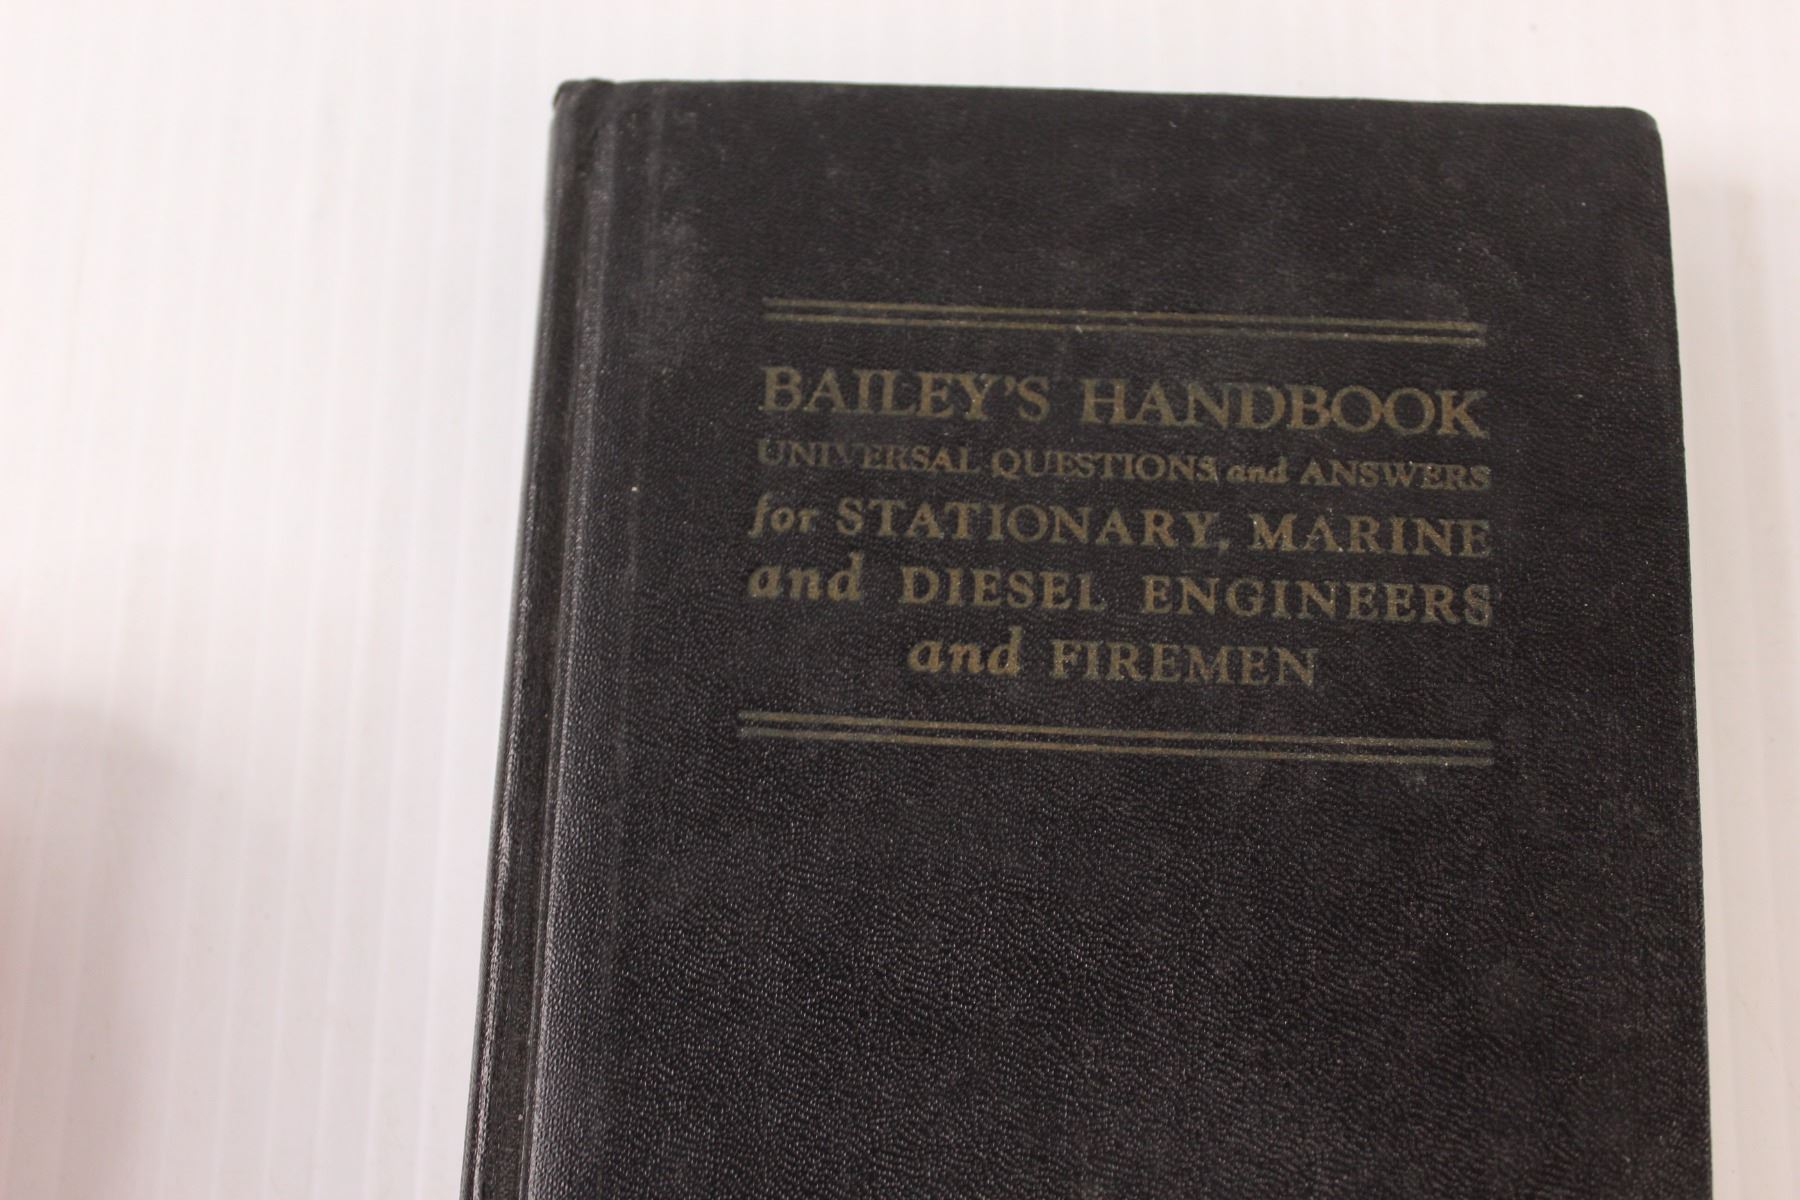 BAILEY'S HANDBOOK
UNIVERSAL QUESTIONS and ANSWERS
for STATIONARY, MARINE
and DIESEL ENGINEERS
and FIREMEN